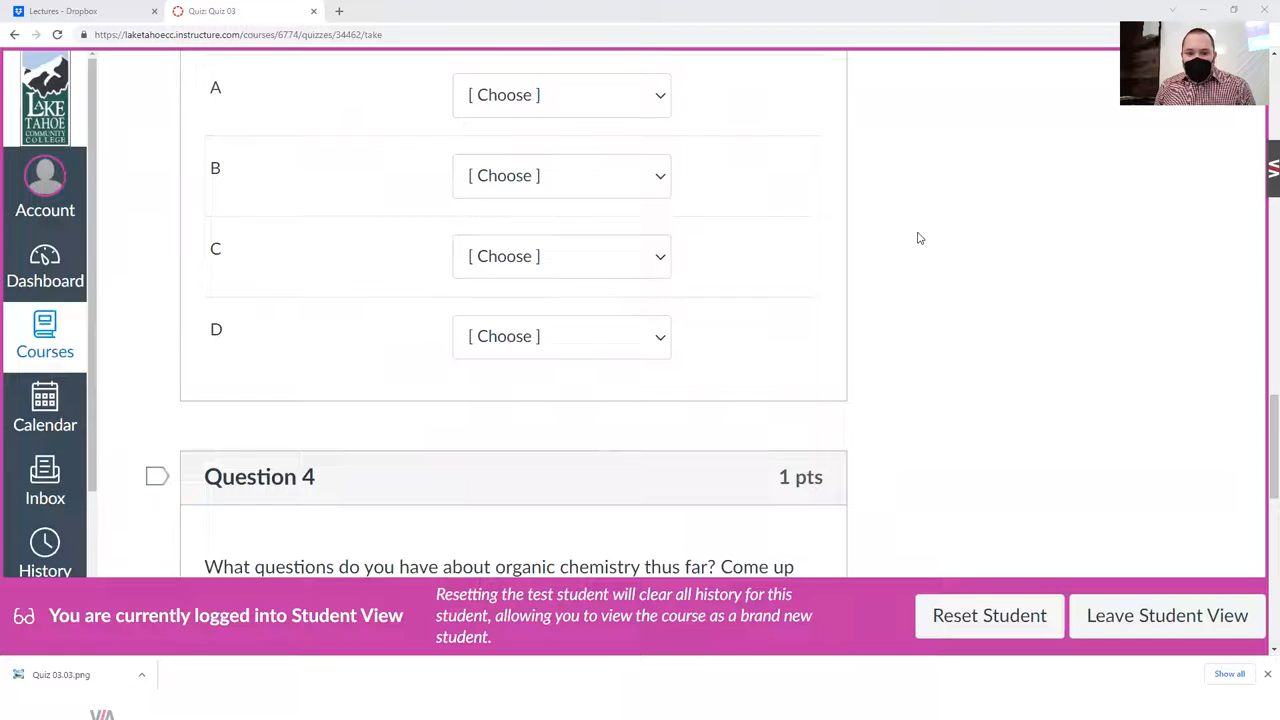 Lectures - Dropbox
Quiz: Quiz 03
https://laketahoecc.instructure.com/courses/6774/quizzes/34462/take
LAKE
TAHOE
COMMUNITY
COLLEGE
Account
Dashboard
Courses
Calendar
Inbox
History
A
[ Choose ]
B
[ Choose ]
C
[ Choose ]
D
[ Choose ]
Question 4
1 pts
What questions do you have about organic chemistry thus far? Come up
You are currently logged into Student View
Resetting the test student will clear all history for this
student, allowing you to view the course as a brand new
student.
Reset Student
Leave Student View
Quiz 03.03.png
Show all